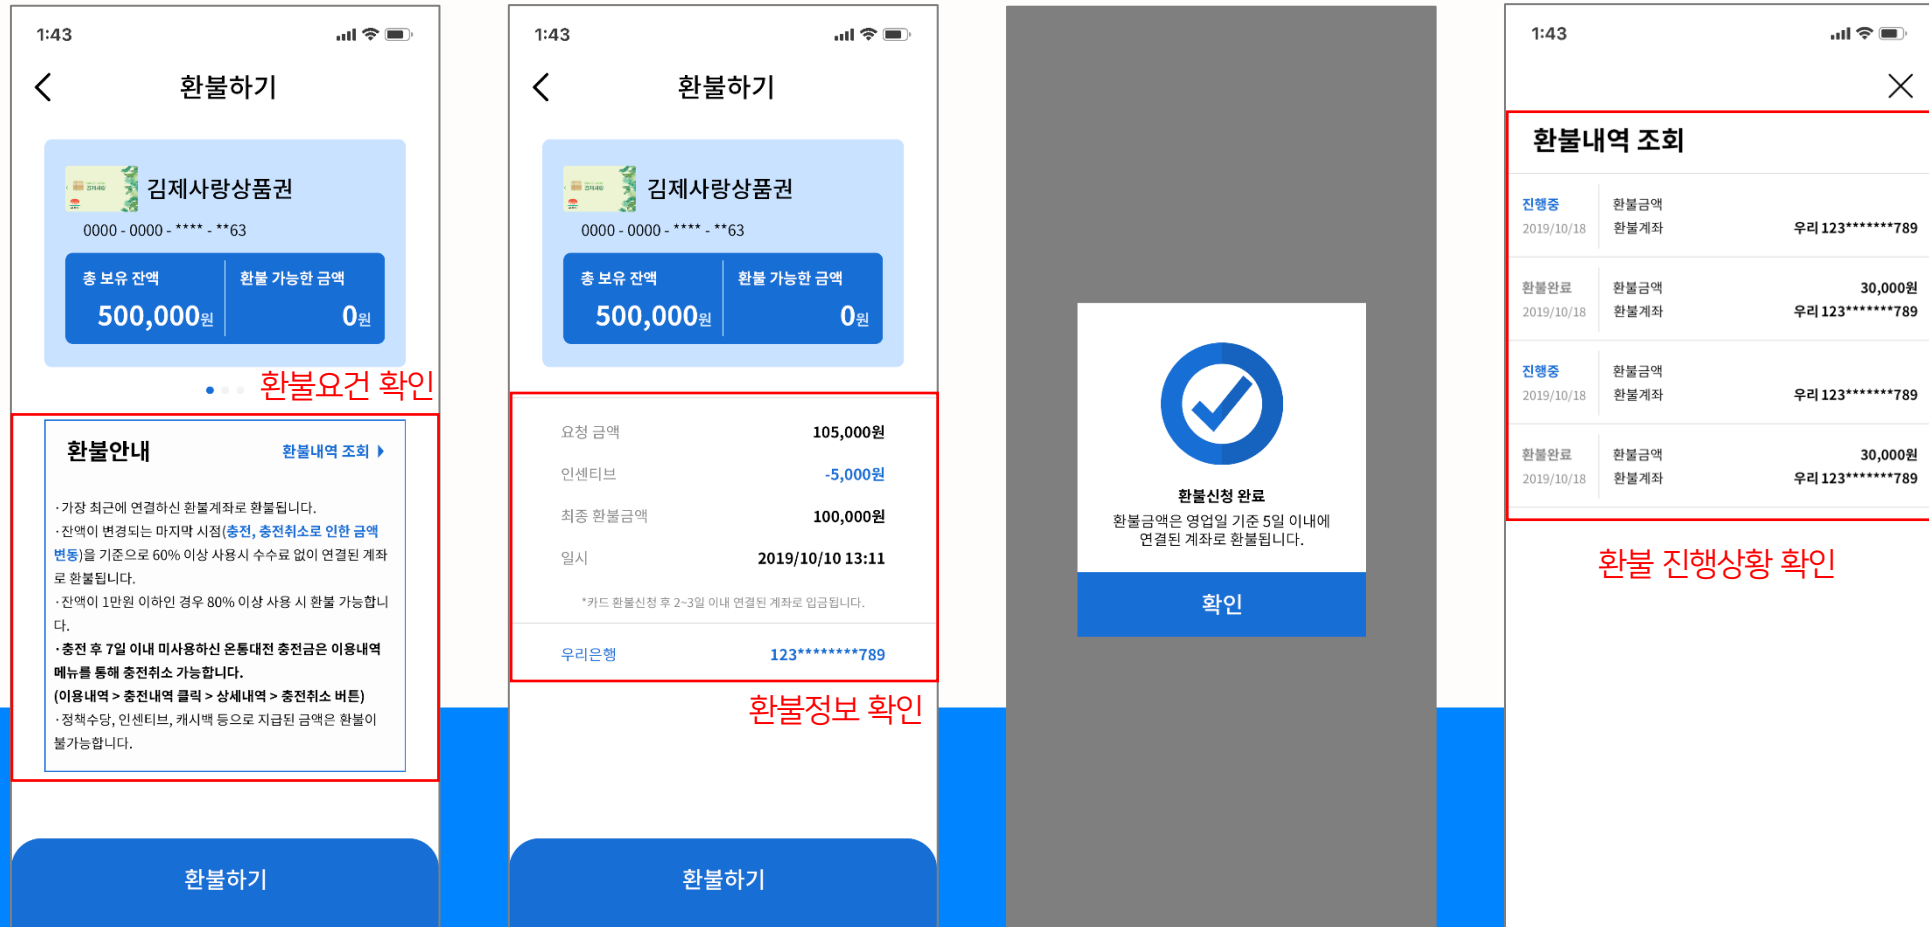 1:43
환불하기
김제사랑상품권
0000 - 0000 - **** - **63
총 보유 잔액
환불 가능한 금액
500,000원
0원
환불요건 확인
환불안내
환불내역 조회
· 가장 최근에 연결하신 환불계좌로 환불됩니다.
· 잔액이 변경되는 마지막 시점(충전, 충전취소로 인한 금액
변동)을 기준으로 60% 이상 사용시 수수료 없이 연결된 계좌
로 환불됩니다.
· 잔액이 1만원 이하인 경우 80% 이상 사용 시 환불 가능합니
다.
· 충전 후 7일 이내 미사용하신 온통대전 충전금은 이용내역
메뉴를 통해 충전취소 가능합니다.
(이용내역 > 충전내역 클릭 > 상세내역 > 충전취소 버튼)
· 정책수당, 인센티브, 캐시백 등으로 지급된 금액은 환불이
불가능합니다.
환불하기
1:43
환불하기
김제사랑상품권
0000 - 0000 - **** - **63
총 보유 잔액
환불 가능한 금액
500,000원
0원
요청 금액 105,000원
인센티브 -5,000원
최종 환불금액 100,000원
일시 2019/10/10 13:11
*카드 환불신청 후 2~3일 이내 연결된 계좌로 입금됩니다.
우리은행 123********789
환불정보 확인
환불하기
환불신청 완료
환불금액은 영업일 기준 5일 이내에
연결된 계좌로 환불됩니다.
확인
1:43
환불내역 조회
진행중 환불금액
2019/10/18 환불계좌 우리 123*******789
환불완료 환불금액 30,000원
2019/10/18 환불계좌 우리 123*******789
진행중 환불금액
2019/10/18 환불계좌 우리 123*******789
환불완료 환불금액 30,000원
2019/10/18 환불계좌 우리 123*******789
환불 진행상황 확인